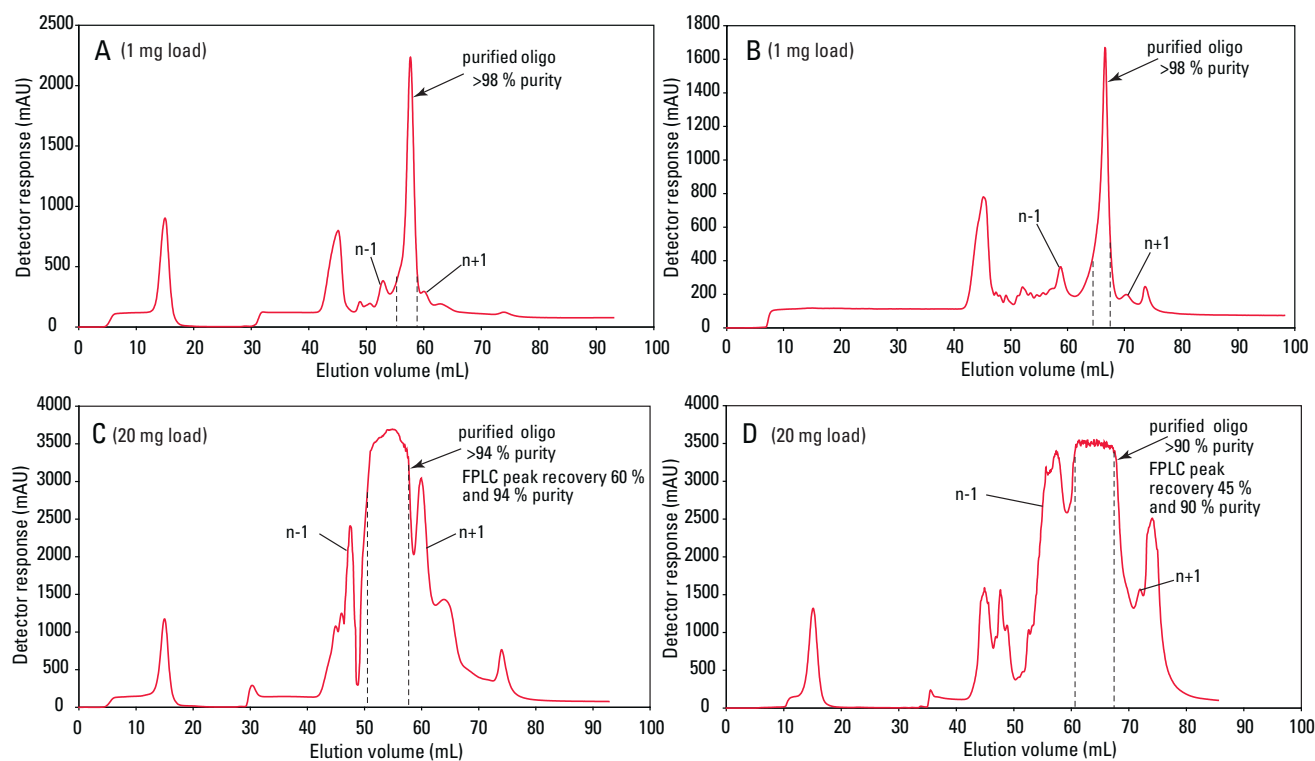 A (1 mg load)
purified oligo
>98 % purity
n-1
n+1
Detector response (mAU)
2500
2000
1500
1000
500
0
0 10 20 30 40 50 60 70 80 90 100
Elution volume (mL)
B (1 mg load)
purified oligo
>98 % purity
n-1
n+1
Detector response (mAU)
1800
1600
1400
1200
1000
800
600
400
200
0
0 10 20 30 40 50 60 70 80 90 100
Elution volume (mL)
C (20 mg load)
purified oligo
>94 % purity
FPLC peak recovery 60 %
and 94 % purity
n-1
n+1
Detector response (mAU)
4000
3500
3000
2500
2000
1500
1000
500
0
0 10 20 30 40 50 60 70 80 90 100
Elution volume (mL)
D (20 mg load)
purified oligo
>90 % purity
FPLC peak
recovery 45 %
and 90 % purity
n-1
n+1
Detector response (mAU)
4000
3500
3000
2500
2000
1500
1000
500
0
0 10 20 30 40 50 60 70 80 90 100
Elution volume (mL)